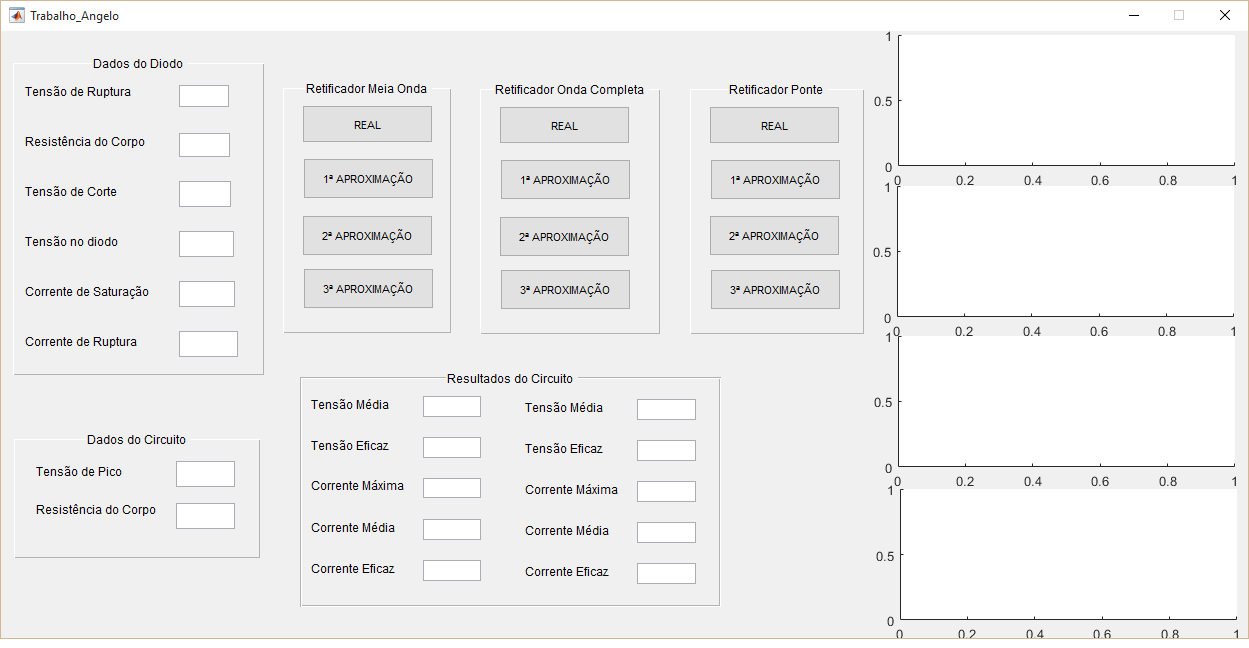 Trabalho_Angelo
Dados do Diodo
Tensão de Ruptura
Resistência do Corpo
Tensão de Corte
Tensão no diodo
Corrente de Saturação
Corrente de Ruptura
Retificador Meia Onda
REAL
1ª APROXIMAÇÃO
2ª APROXIMAÇÃO
3ª APROXIMAÇÃO
Retificador Onda Completa
REAL
1ª APROXIMAÇÃO
2ª APROXIMAÇÃO
3ª APROXIMAÇÃO
Retificador Ponte
REAL
1ª APROXIMAÇÃO
2ª APROXIMAÇÃO
3ª APROXIMAÇÃO
Dados do Circuito
Tensão de Pico
Resistência do Corpo
Resultados do Circuito
Tensão Média
Tensão Eficaz
Corrente Máxima
Corrente Média
Corrente Eficaz
Tensão Média
Tensão Eficaz
Corrente Máxima
Corrente Média
Corrente Eficaz
1
0.5
0
0 0.2 0.4 0.6 0.8 1
1
0.5
0
0 0.2 0.4 0.6 0.8 1
1
0.5
0
0 0.2 0.4 0.6 0.8 1
1
0.5
0
0 0.2 0.4 0.6 0.8 1